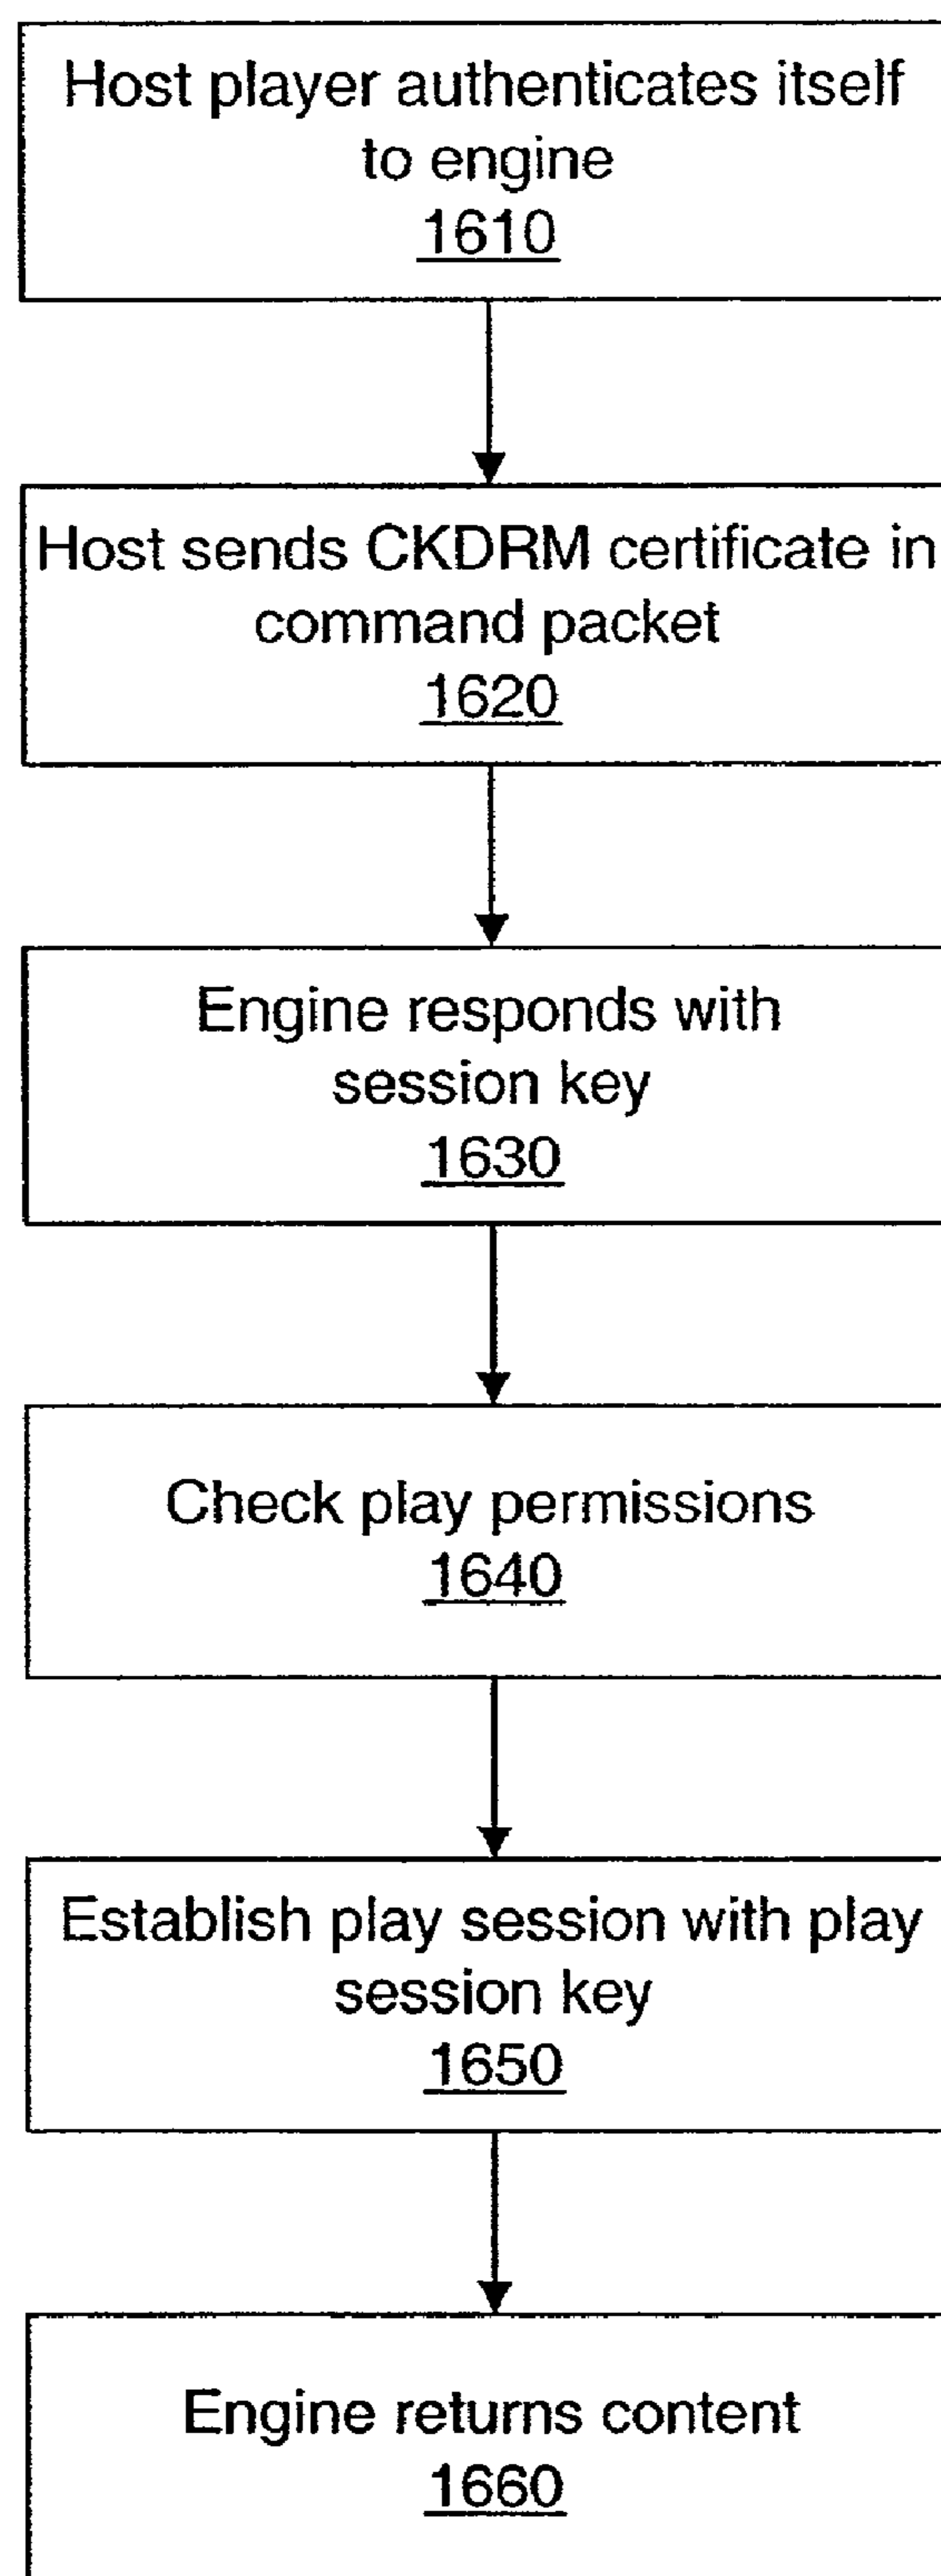 Host player authenticates itself
to engine
1610
Host sends CKDRM certificate in
command packet
1620
Engine responds with
session key
1630
Check play permissions
1640
Establish play session with play
session key
1650
Engine returns content
1660